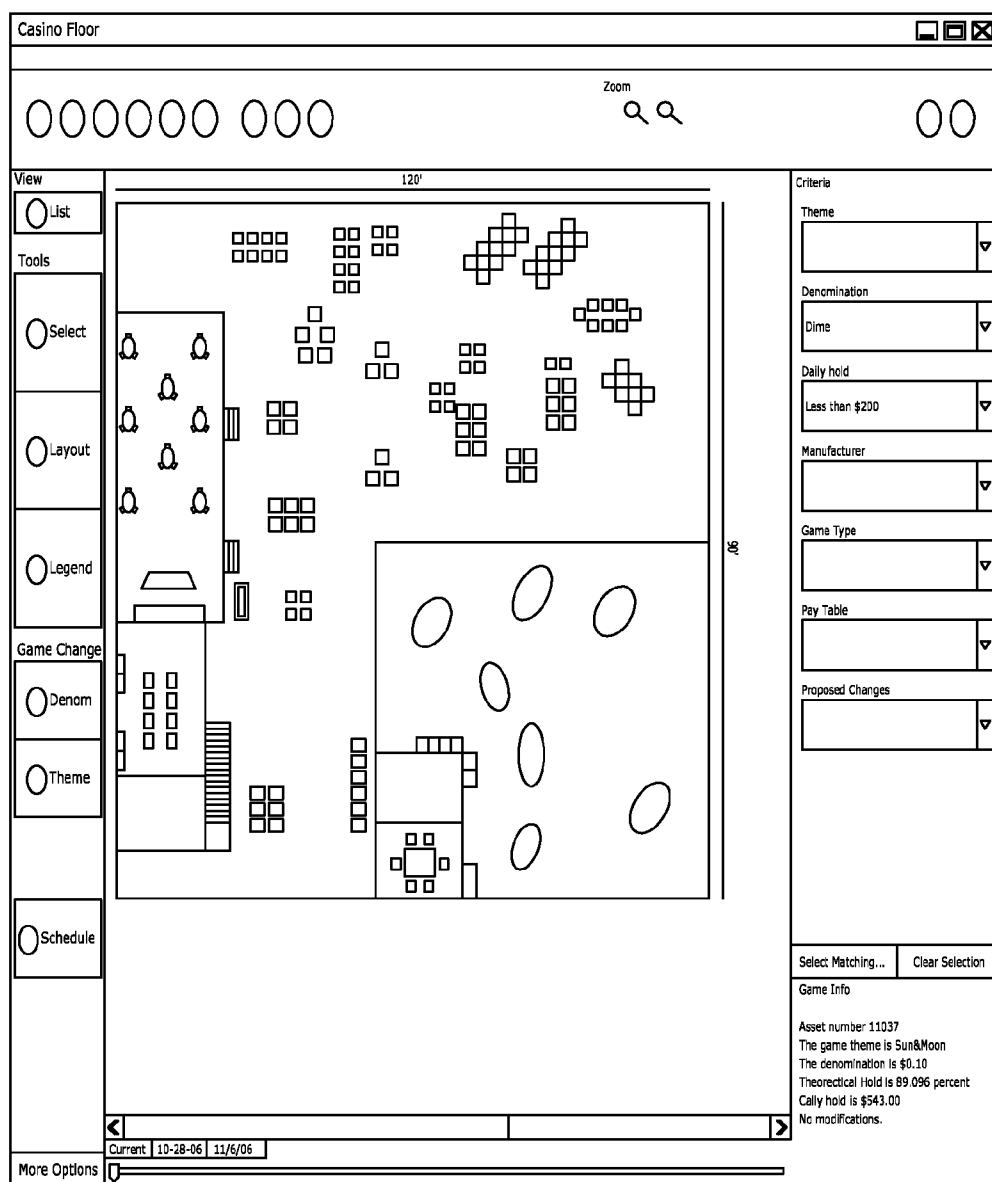 Casino Floor
Zoom
View
List
Tools
Select
Layout
Legend
Game Change
Denom
Theme
Schedule
More Options
120'
90'
Current 10-28-06 11/6/06
Criteria
Theme
Denomination
Dime
Daily hold
Less than $200
Manufacturer
Game Type
Pay Table
Proposed Changes
Select Matching... Clear Selection
Game Info
Asset number 11037
The game theme is Sun&Moon
The denomination is $0.10
Theorectical Hold is 89.096 percent
Cally hold is $543.00
No modifications.